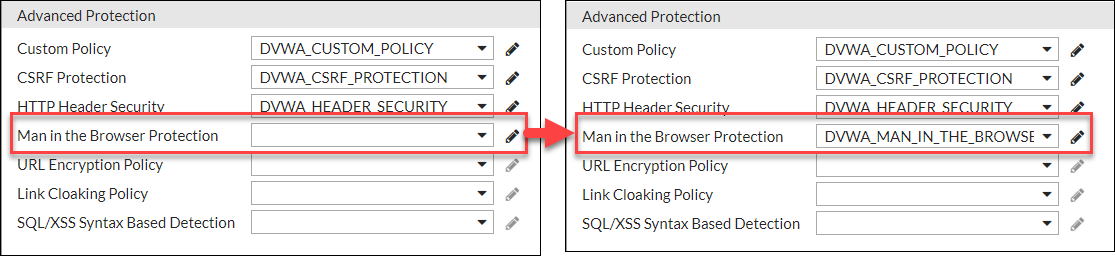 Advanced Protection
Custom Policy DVWA_CUSTOM_POLICY
CSRF Protection DVWA_CSRF_PROTECTION
HTTP Header Security DVWA_HEADER_SECURITY
Man in the Browser Protection
URL Encryption Policy
Link Cloaking Policy
SQL/XSS Syntax Based Detection
Advanced Protection
Custom Policy DVWA_CUSTOM_POLICY
CSRF Protection DVWA_CSRF_PROTECTION
HTTP Header Security DVWA_HEADER_SECURITY
Man in the Browser Protection DVWA_MAN_IN_THE_BROWSE
URL Encryption Policy
Link Cloaking Policy
SQL/XSS Syntax Based Detection